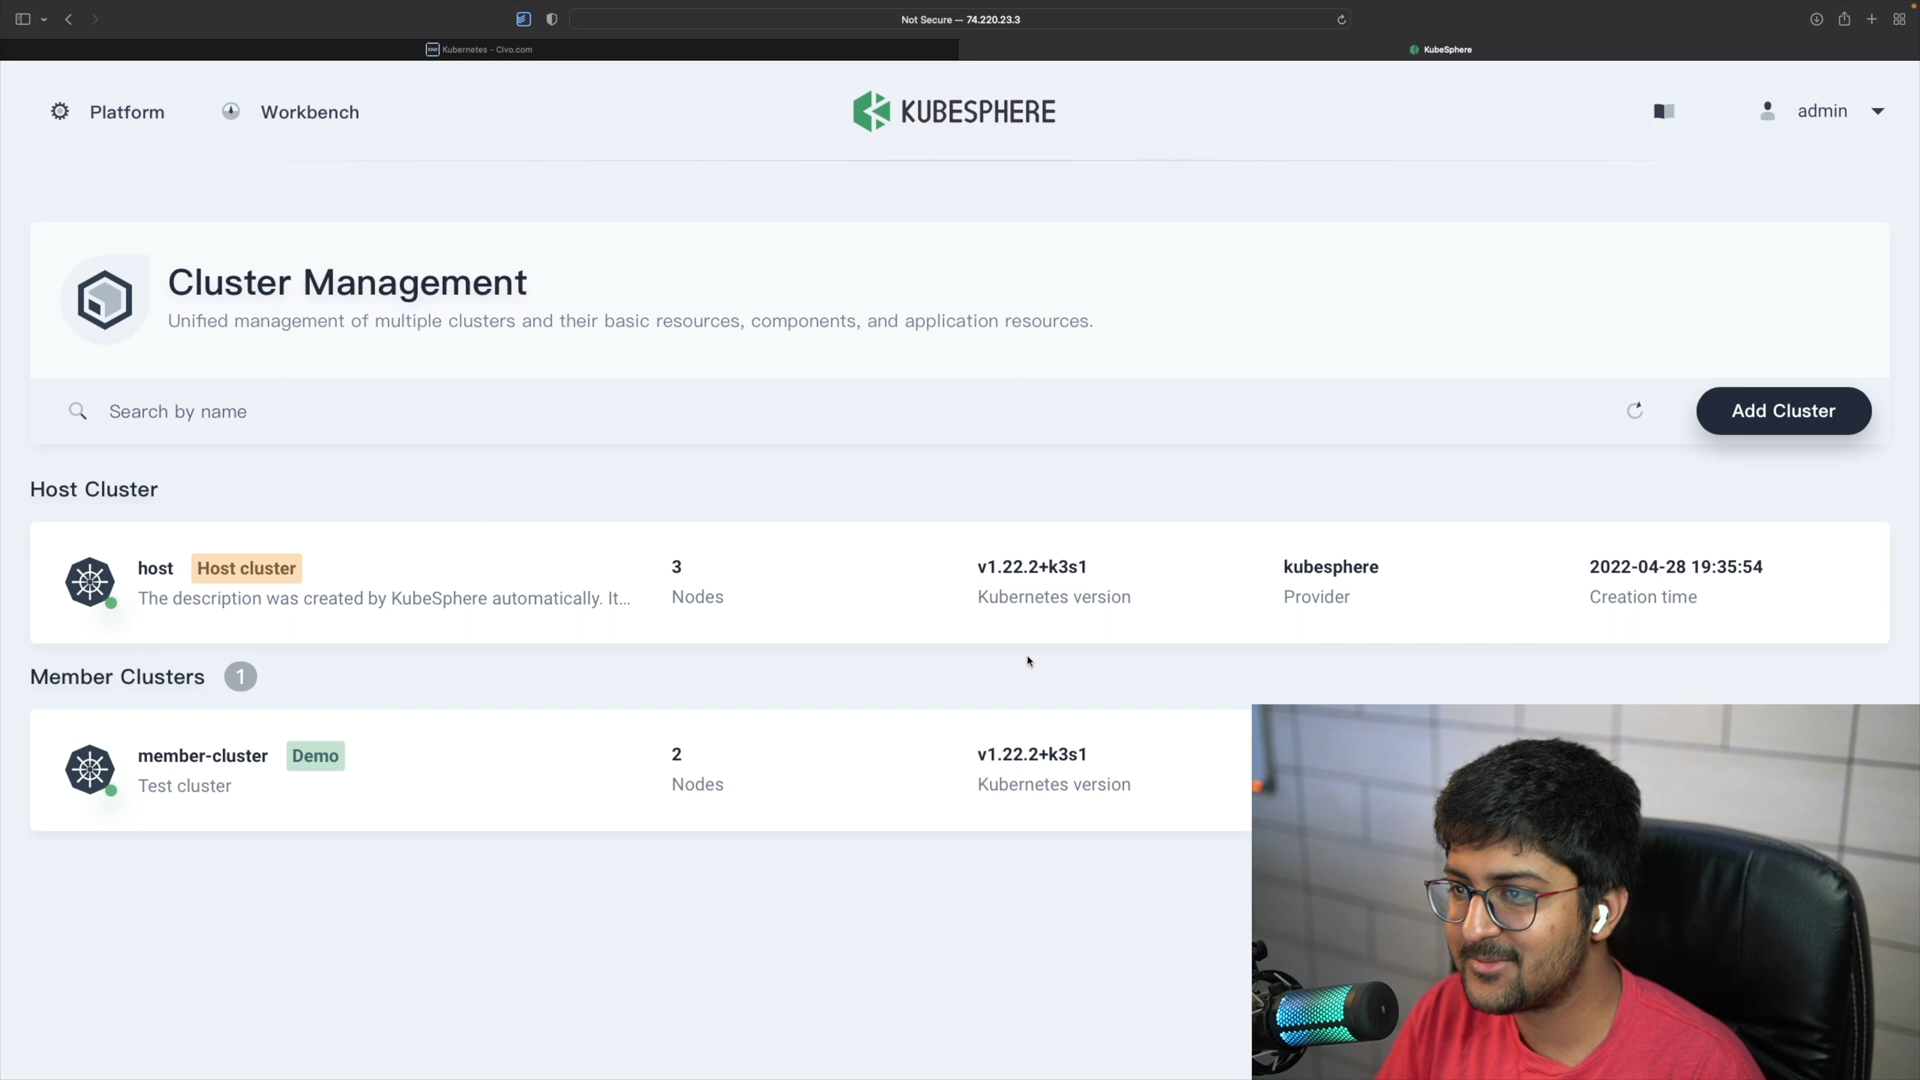 Not Secure — 74.220.23.3
Kubernetes - Civo.com
KubeSphere
Platform
Workbench
KUBESPHERE
admin
Cluster Management
Unified management of multiple clusters and their basic resources, components, and application resources.
Search by name
Add Cluster
Host Cluster
host
Host cluster
The description was created by KubeSphere automatically. It...
3
Nodes
v1.22.2+k3s1
Kubernetes version
kubesphere
Provider
2022-04-28 19:35:54
Creation time
Member Clusters
1
member-cluster
Demo
Test cluster
2
Nodes
v1.22.2+k3s1
Kubernetes version